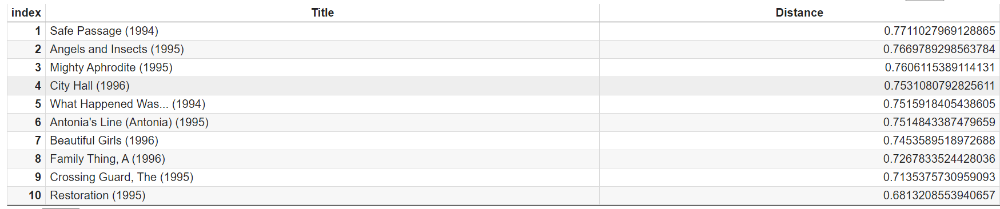 index Title Distance
1 Safe Passage (1994) 0.7711027969128865
2 Angels and Insects (1995) 0.7669789298563784
3 Mighty Aphrodite (1995) 0.7606115389114131
4 City Hall (1996) 0.7531080792825611
5 What Happened Was... (1994) 0.7515918405438605
6 Antonia's Line (Antonia) (1995) 0.7514843387479659
7 Beautiful Girls (1996) 0.7453589518972688
8 Family Thing, A (1996) 0.7267833524428036
9 Crossing Guard, The (1995) 0.7135375730959093
10 Restoration (1995) 0.6813208553940657